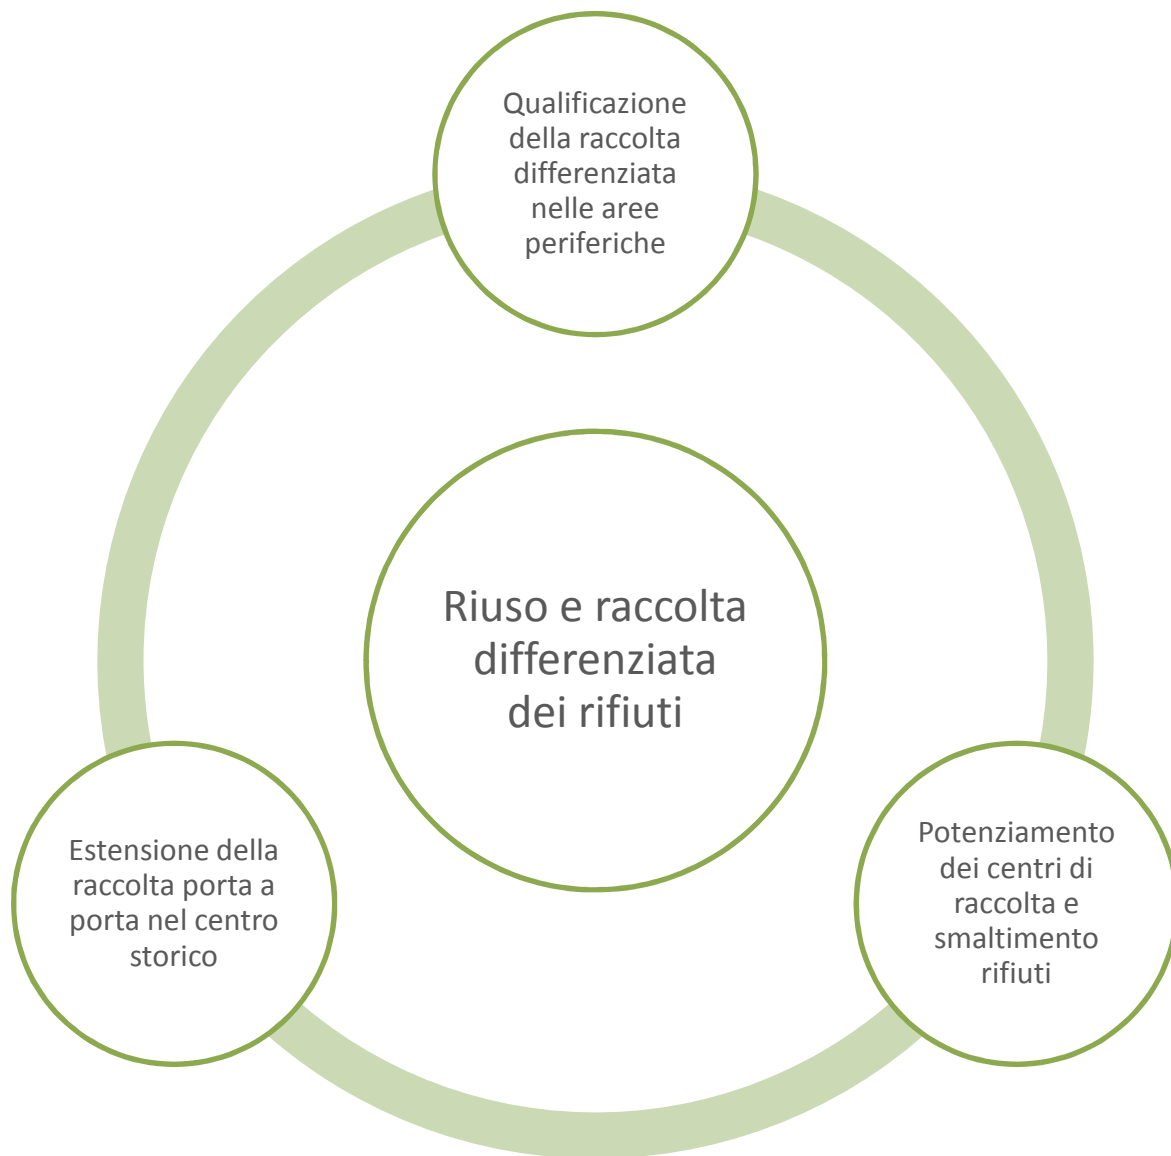 Qualificazione
della raccolta
differenziata
nelle aree
periferiche
Riuso e raccolta
differenziata
dei rifiuti
Estensione della
raccolta porta a
porta nel centro
storico
Potenziamento
dei centri di
raccolta e
smaltimento
rifiuti